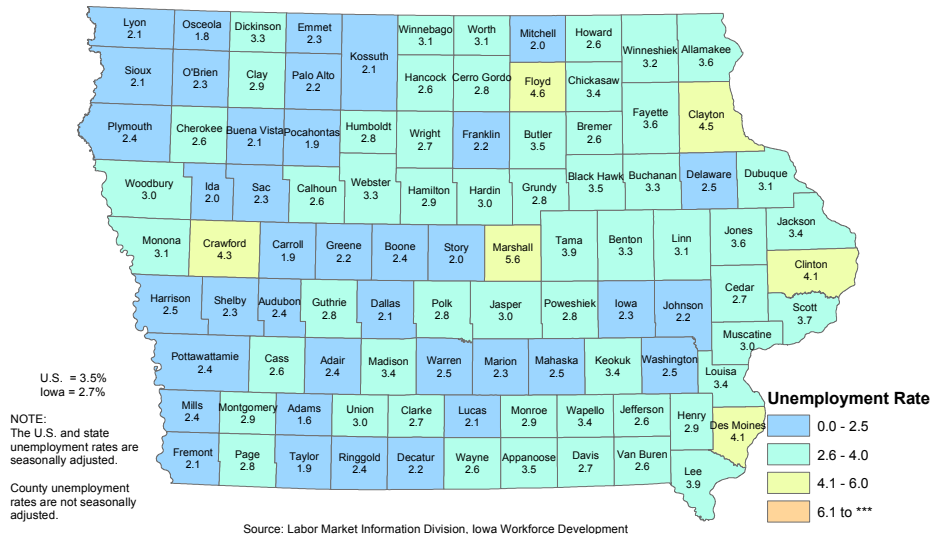 Lyon
2.1
Osceola
1.8
Dickinson
3.3
Emmet
2.3
Kossuth
2.1
Winnebago
3.1
Worth
3.1
Mitchell
2.0
Howard
2.6
Winneshiek
3.2
Allamakee
3.6
Sioux
2.1
O'Brien
2.3
Clay
2.9
Palo Alto
2.2
Hancock
2.6
Cerro Gordo
2.8
Floyd
4.6
Chickasaw
3.4
Fayette
3.6
Clayton
4.5
Plymouth
2.4
Cherokee
2.6
Buena Vista
2.1
Pocahontas
1.9
Humboldt
2.8
Wright
2.7
Franklin
2.2
Butler
3.5
Bremer
2.6
Woodbury
3.0
Ida
2.0
Sac
2.3
Calhoun
2.6
Webster
3.3
Hamilton
2.9
Hardin
3.0
Grundy
2.8
Black Hawk
3.5
Buchanan
3.3
Delaware
2.5
Dubuque
3.1
Monona
3.1
Crawford
4.3
Carroll
1.9
Greene
2.2
Boone
2.4
Story
2.0
Marshall
5.6
Tama
3.9
Benton
3.3
Linn
3.1
Jones
3.6
Jackson
3.4
Clinton
4.1
Harrison
2.5
Shelby
2.3
Audubon
2.4
Guthrie
2.8
Dallas
2.1
Polk
2.8
Jasper
3.0
Poweshiek
2.8
Iowa
2.3
Johnson
2.2
Cedar
2.7
Scott
3.7
Muscatine
3.0
Pottawattamie
2.4
Cass
2.6
Adair
2.4
Madison
3.4
Warren
2.5
Marion
2.3
Mahaska
2.5
Keokuk
2.6
Washington
2.5
Louisa
3.4
Mills
2.4
Montgomery
2.9
Adams
1.6
Union
3.0
Clarke
2.7
Lucas
2.1
Monroe
2.9
Wapello
3.4
Jefferson
2.6
Henry
2.9
Des Moines
4.1
Fremont
2.1
Page
2.8
Taylor
1.9
Ringgold
2.4
Decatur
2.2
Wayne
2.6
Appanoose
3.5
Davis
2.7
Van Buren
2.6
Lee
3.9
U.S. = 3.5%
Iowa = 2.7%
NOTE:
The U.S. and state
unemployment rates are
seasonally adjusted.
County unemployment
rates are not seasonally
adjusted.
Unemployment Rate
0.0 - 2.5
2.6 - 4.0
4.1 - 6.0
6.1 to ***
Source: Labor Market Information Division, Iowa Workforce Development